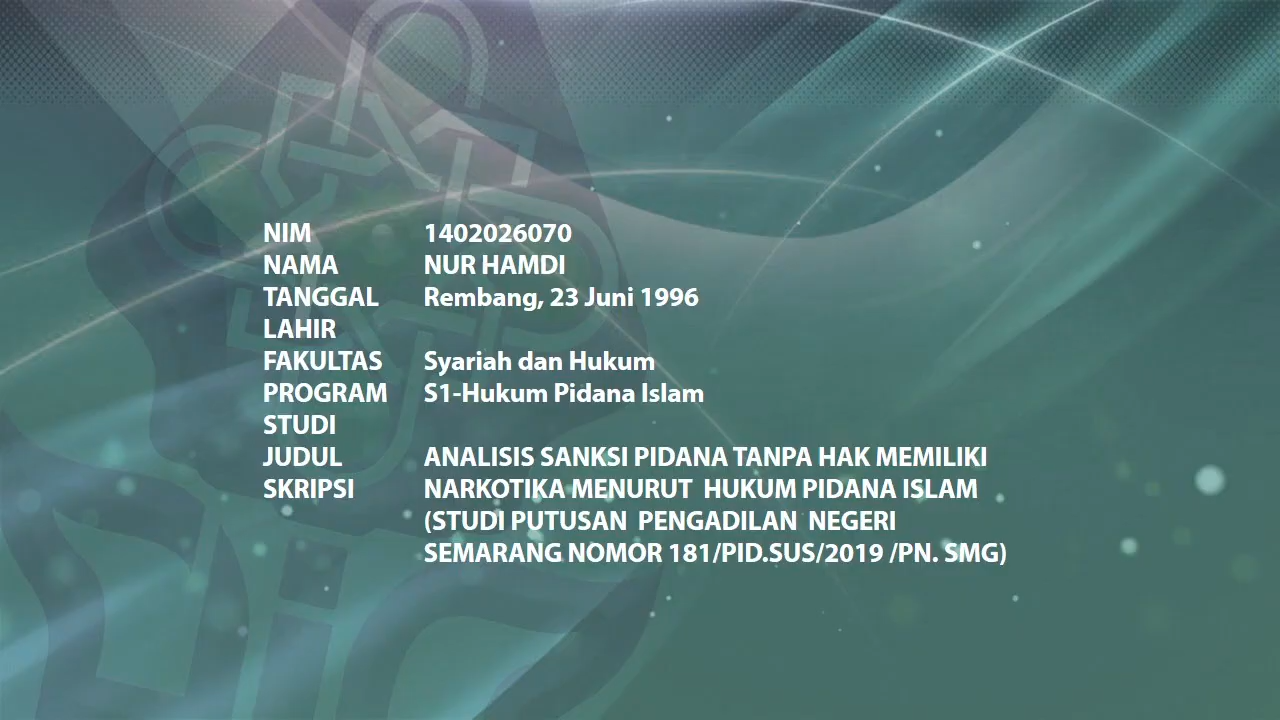 NIM 1402026070
NAMA NUR HAMDI
TANGGAL Rembang, 23 Juni 1996
LAHIR
FAKULTAS Syariah dan Hukum
PROGRAM S1-Hukum Pidana Islam
STUDI
JUDUL ANALISIS SANKSI PIDANA TANPA HAK MEMILIKI
SKRIPSI NARKOTIKA MENURUT HUKUM PIDANA ISLAM
(STUDI PUTUSAN PENGADILAN NEGERI
SEMARANG NOMOR 181/PID.SUS/2019 /PN. SMG)